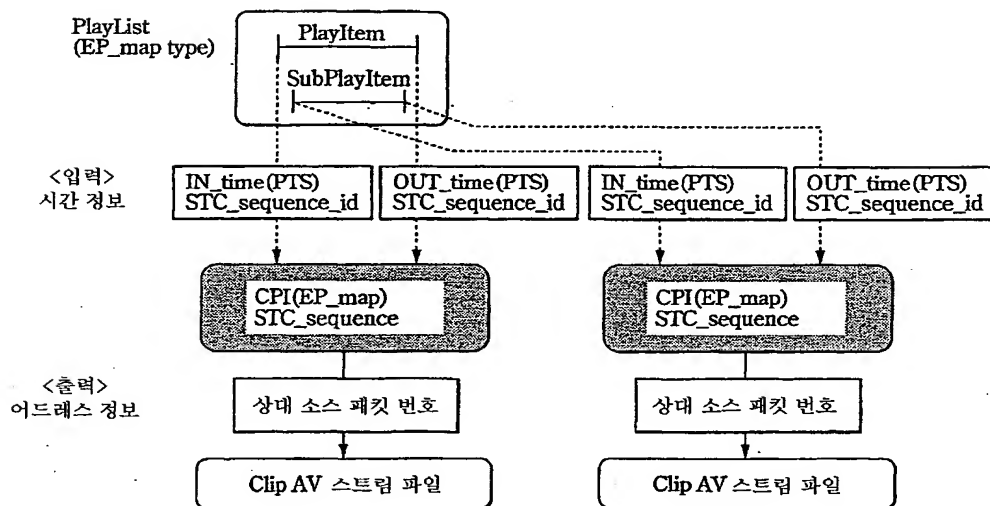 PlayList
(EP_map type)
PlayItem
SubPlayItem
<입력>
시간 정보
IN_time(PTS)
STC_sequence_id
OUT_time(PTS)
STC_sequence_id
IN_time(PTS)
STC_sequence_id
OUT_time(PTS)
STC_sequence_id
CPI(EP_map)
STC_sequence
CPI(EP_map)
STC_sequence
<출력>
어드레스 정보
상대 소스 패킷 번호
상대 소스 패킷 번호
Clip AV 스트림 파일
Clip AV 스트림 파일